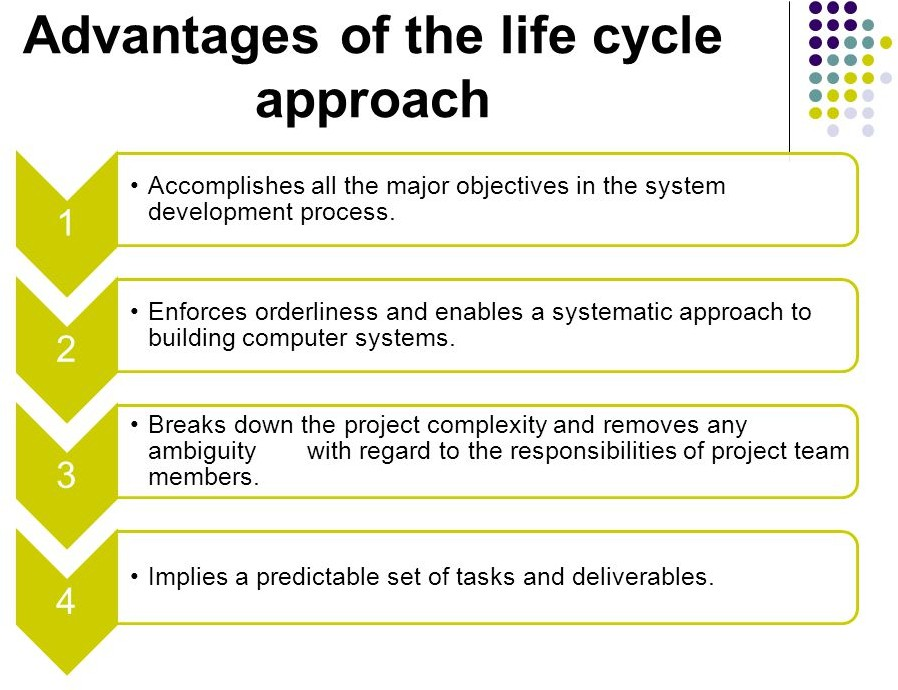 Advantages of the life cycle
approach
1
• Accomplishes all the major objectives in the system
development process.
2
• Enforces orderliness and enables a systematic approach to
building computer systems.
3
• Breaks down the project complexity and removes any
ambiguity with regard to the responsibilities of project team
members.
4
• Implies a predictable set of tasks and deliverables.